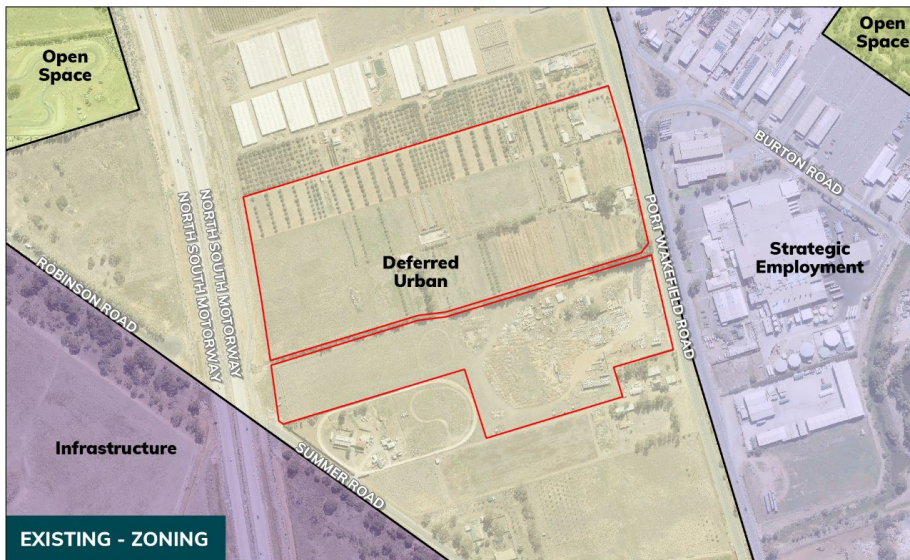 Open
Space
Open
Space
BURTON ROAD
NORTH SOUTH MOTORWAY
NORTH SOUTH MOTORWAY
PORT WAKEFIELD ROAD
ROBINSON ROAD
Deferred
Urban
Strategic
Employment
Infrastructure
SUMMER ROAD
EXISTING - ZONING